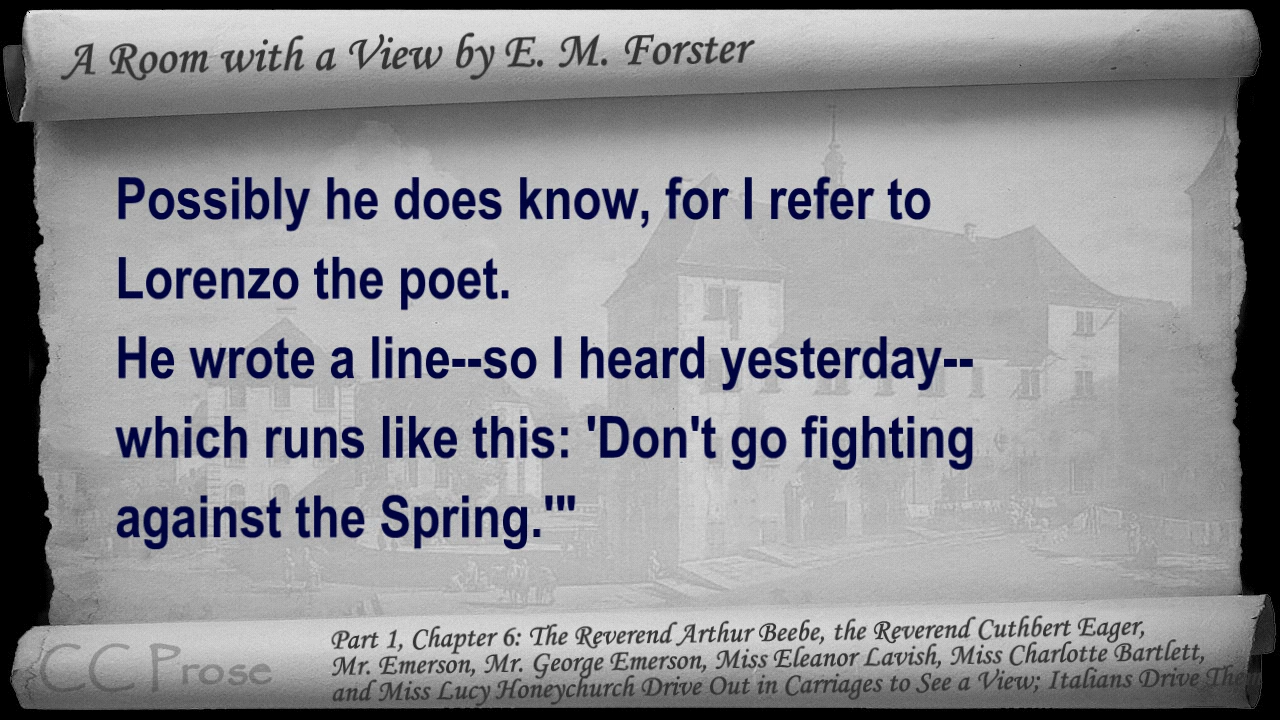 A Room with a View by E. M. Forster
Possibly he does know, for I refer to
Lorenzo the poet.
He wrote a line--so I heard yesterday--
which runs like this: 'Don't go fighting
against the Spring.'"
CC Prose
Part 1, Chapter 6: The Reverend Arthur Beebe, the Reverend Cuthbert Eager,
Mr. Emerson, Mr. George Emerson, Miss Eleanor Lavish, Miss Charlotte Bartlett,
and Miss Lucy Honeychurch Drive Out in Carriages to See a View; Italians Drive